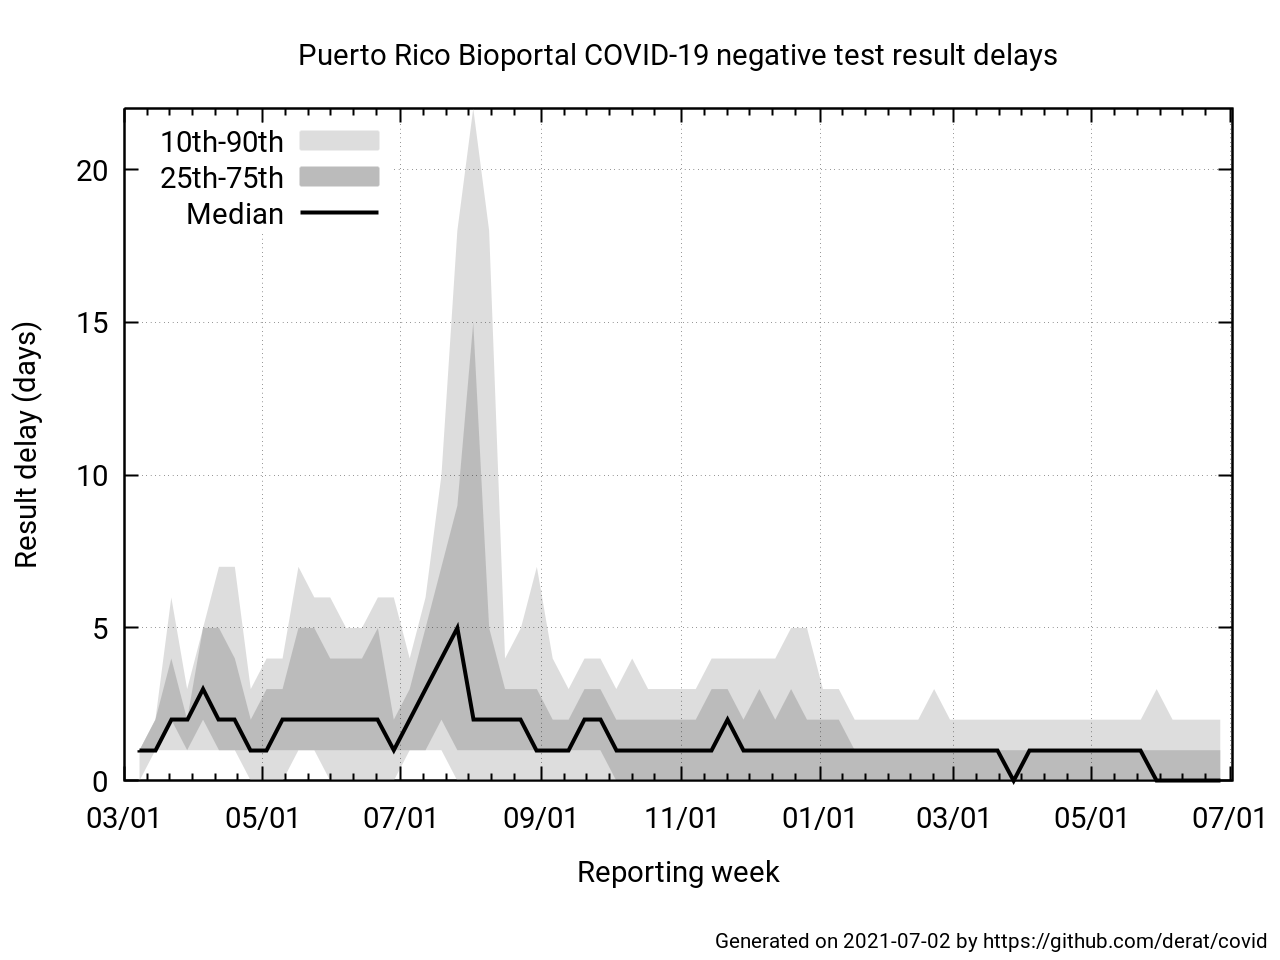 Puerto Rico Bioportal COVID-19 negative test result delays
10th-90th
25th-75th
Median
20
15
10
5
0
Result delay (days)
03/01 05/01 07/01 09/01 11/01 01/01 03/01 05/01 07/01
Reporting week
Generated on 2021-07-02 by https://github.com/derat/covid